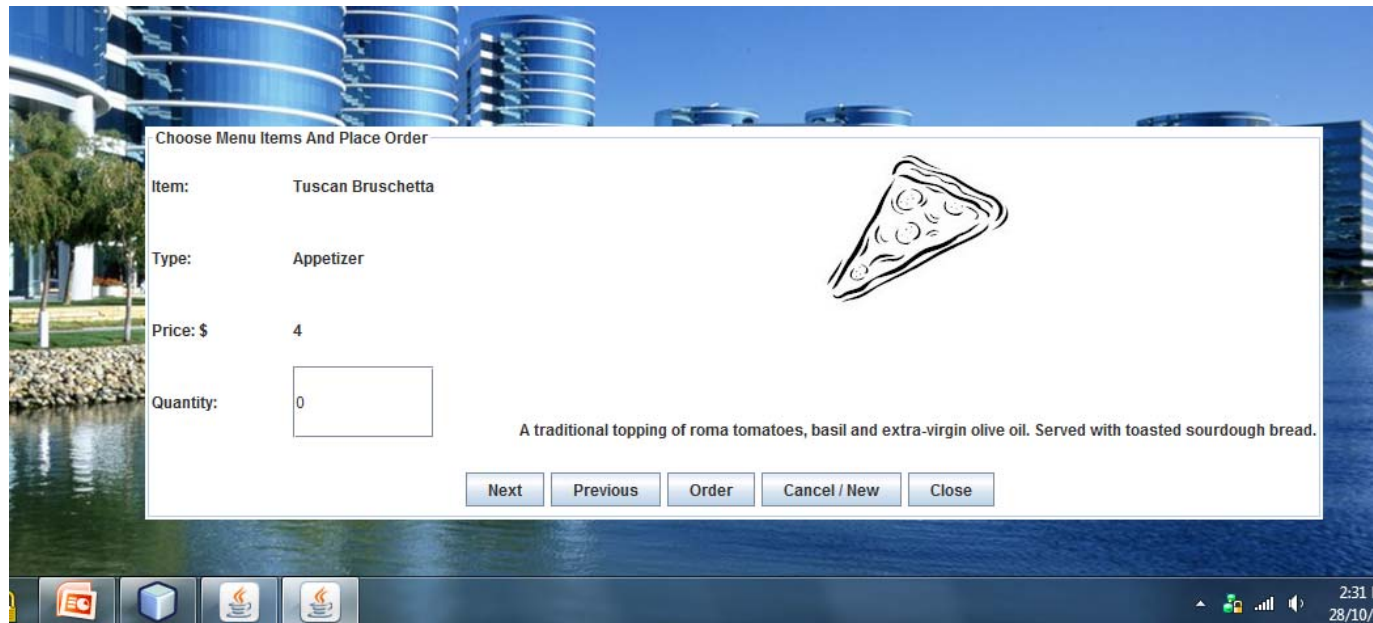 Choose Menu Items And Place Order
Item: Tuscan Bruschetta
Type: Appetizer
Price: $ 4
Quantity: 0
A traditional topping of roma tomatoes, basil and extra-virgin olive oil. Served with toasted sourdough bread.
Next Previous Order Cancel / New Close
2:31
28/10/